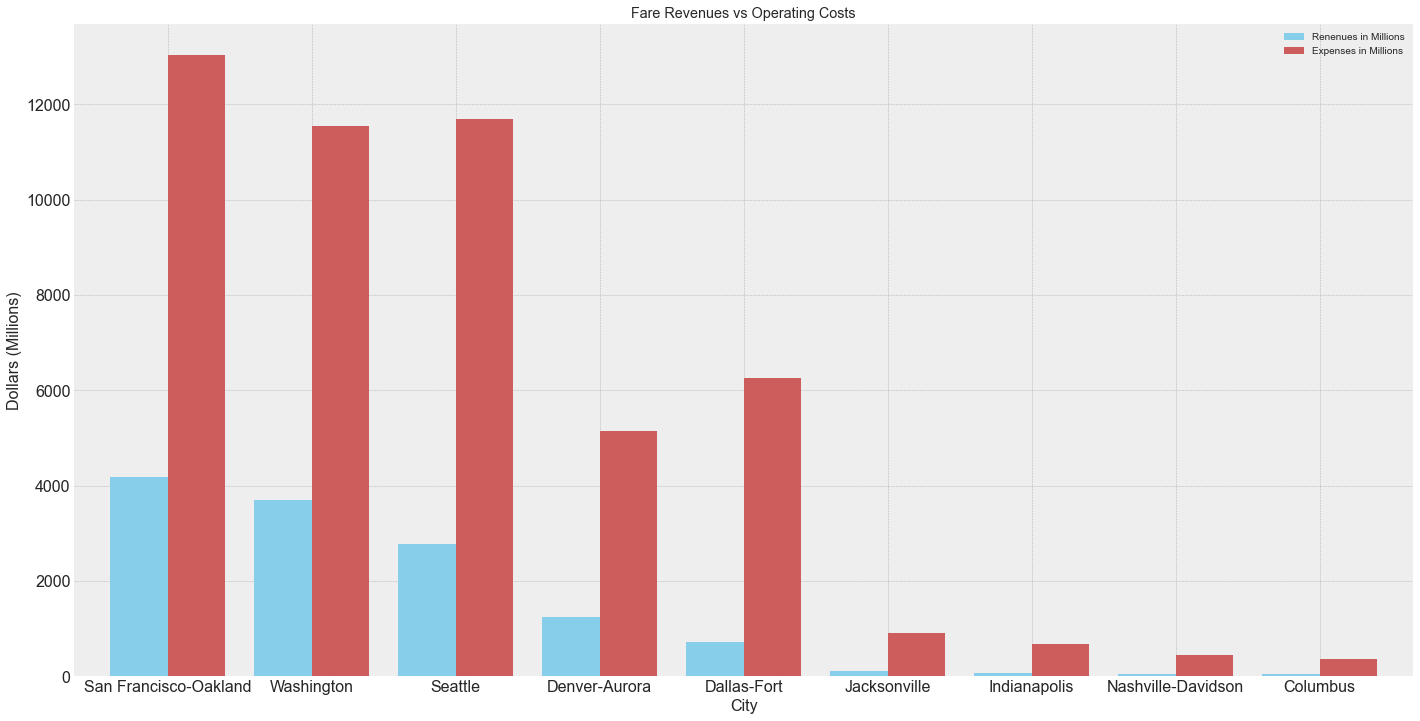 Fare Revenues vs Operating Costs
Renenues in Millions
Expenses in Millions
Dollars (Millions)
12000
10000
8000
6000
4000
2000
0
San Francisco-Oakland Washington Seattle Denver-Aurora Dallas-Fort Jacksonville Indianapolis Nashville-Davidson Columbus
City